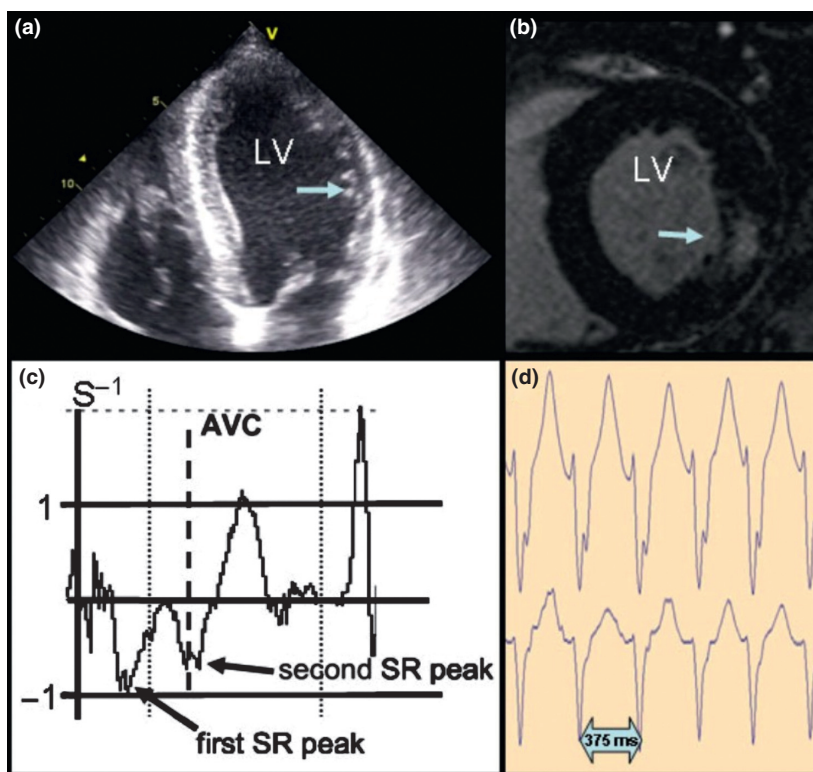 (a)
V
5
4
10
LV
(b)
LV
(c)
S⁻¹
AVC
1
second SR peak
−1
first SR peak
(d)
375 ms